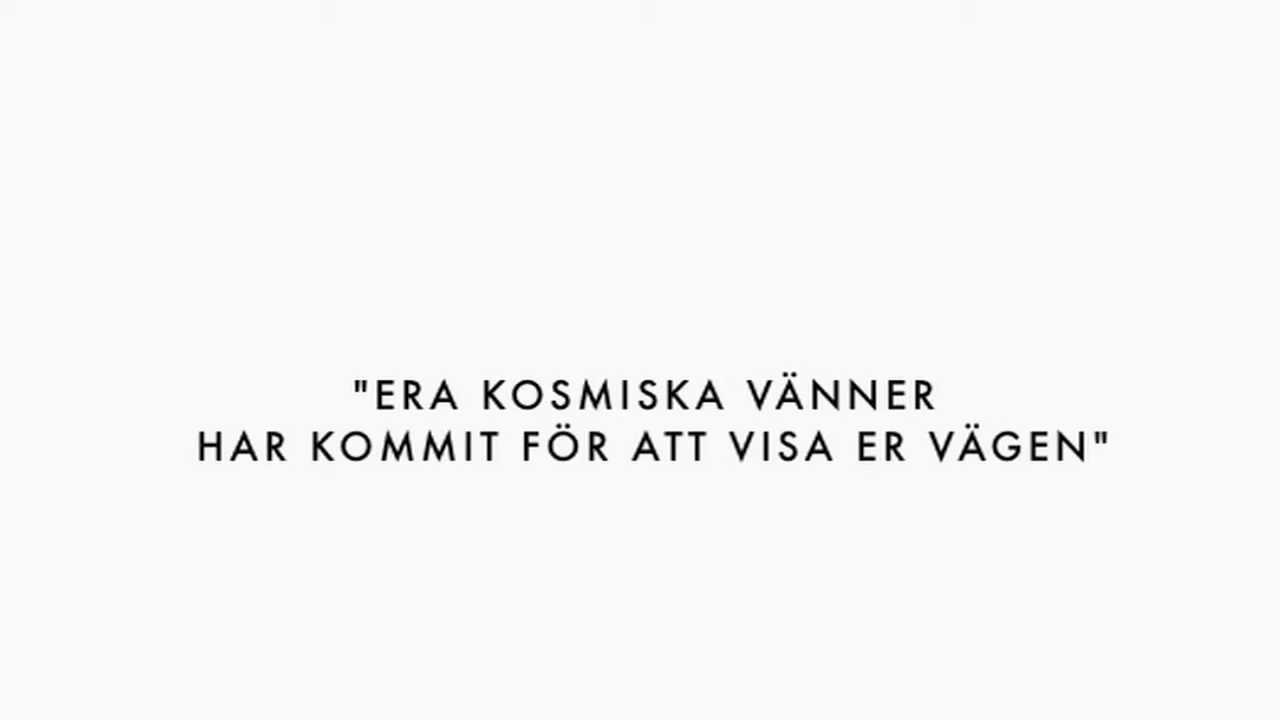 "ERA KOSMISKA VÄNNER
HAR KOMMIT FÖR ATT VISA ER VÄGEN"